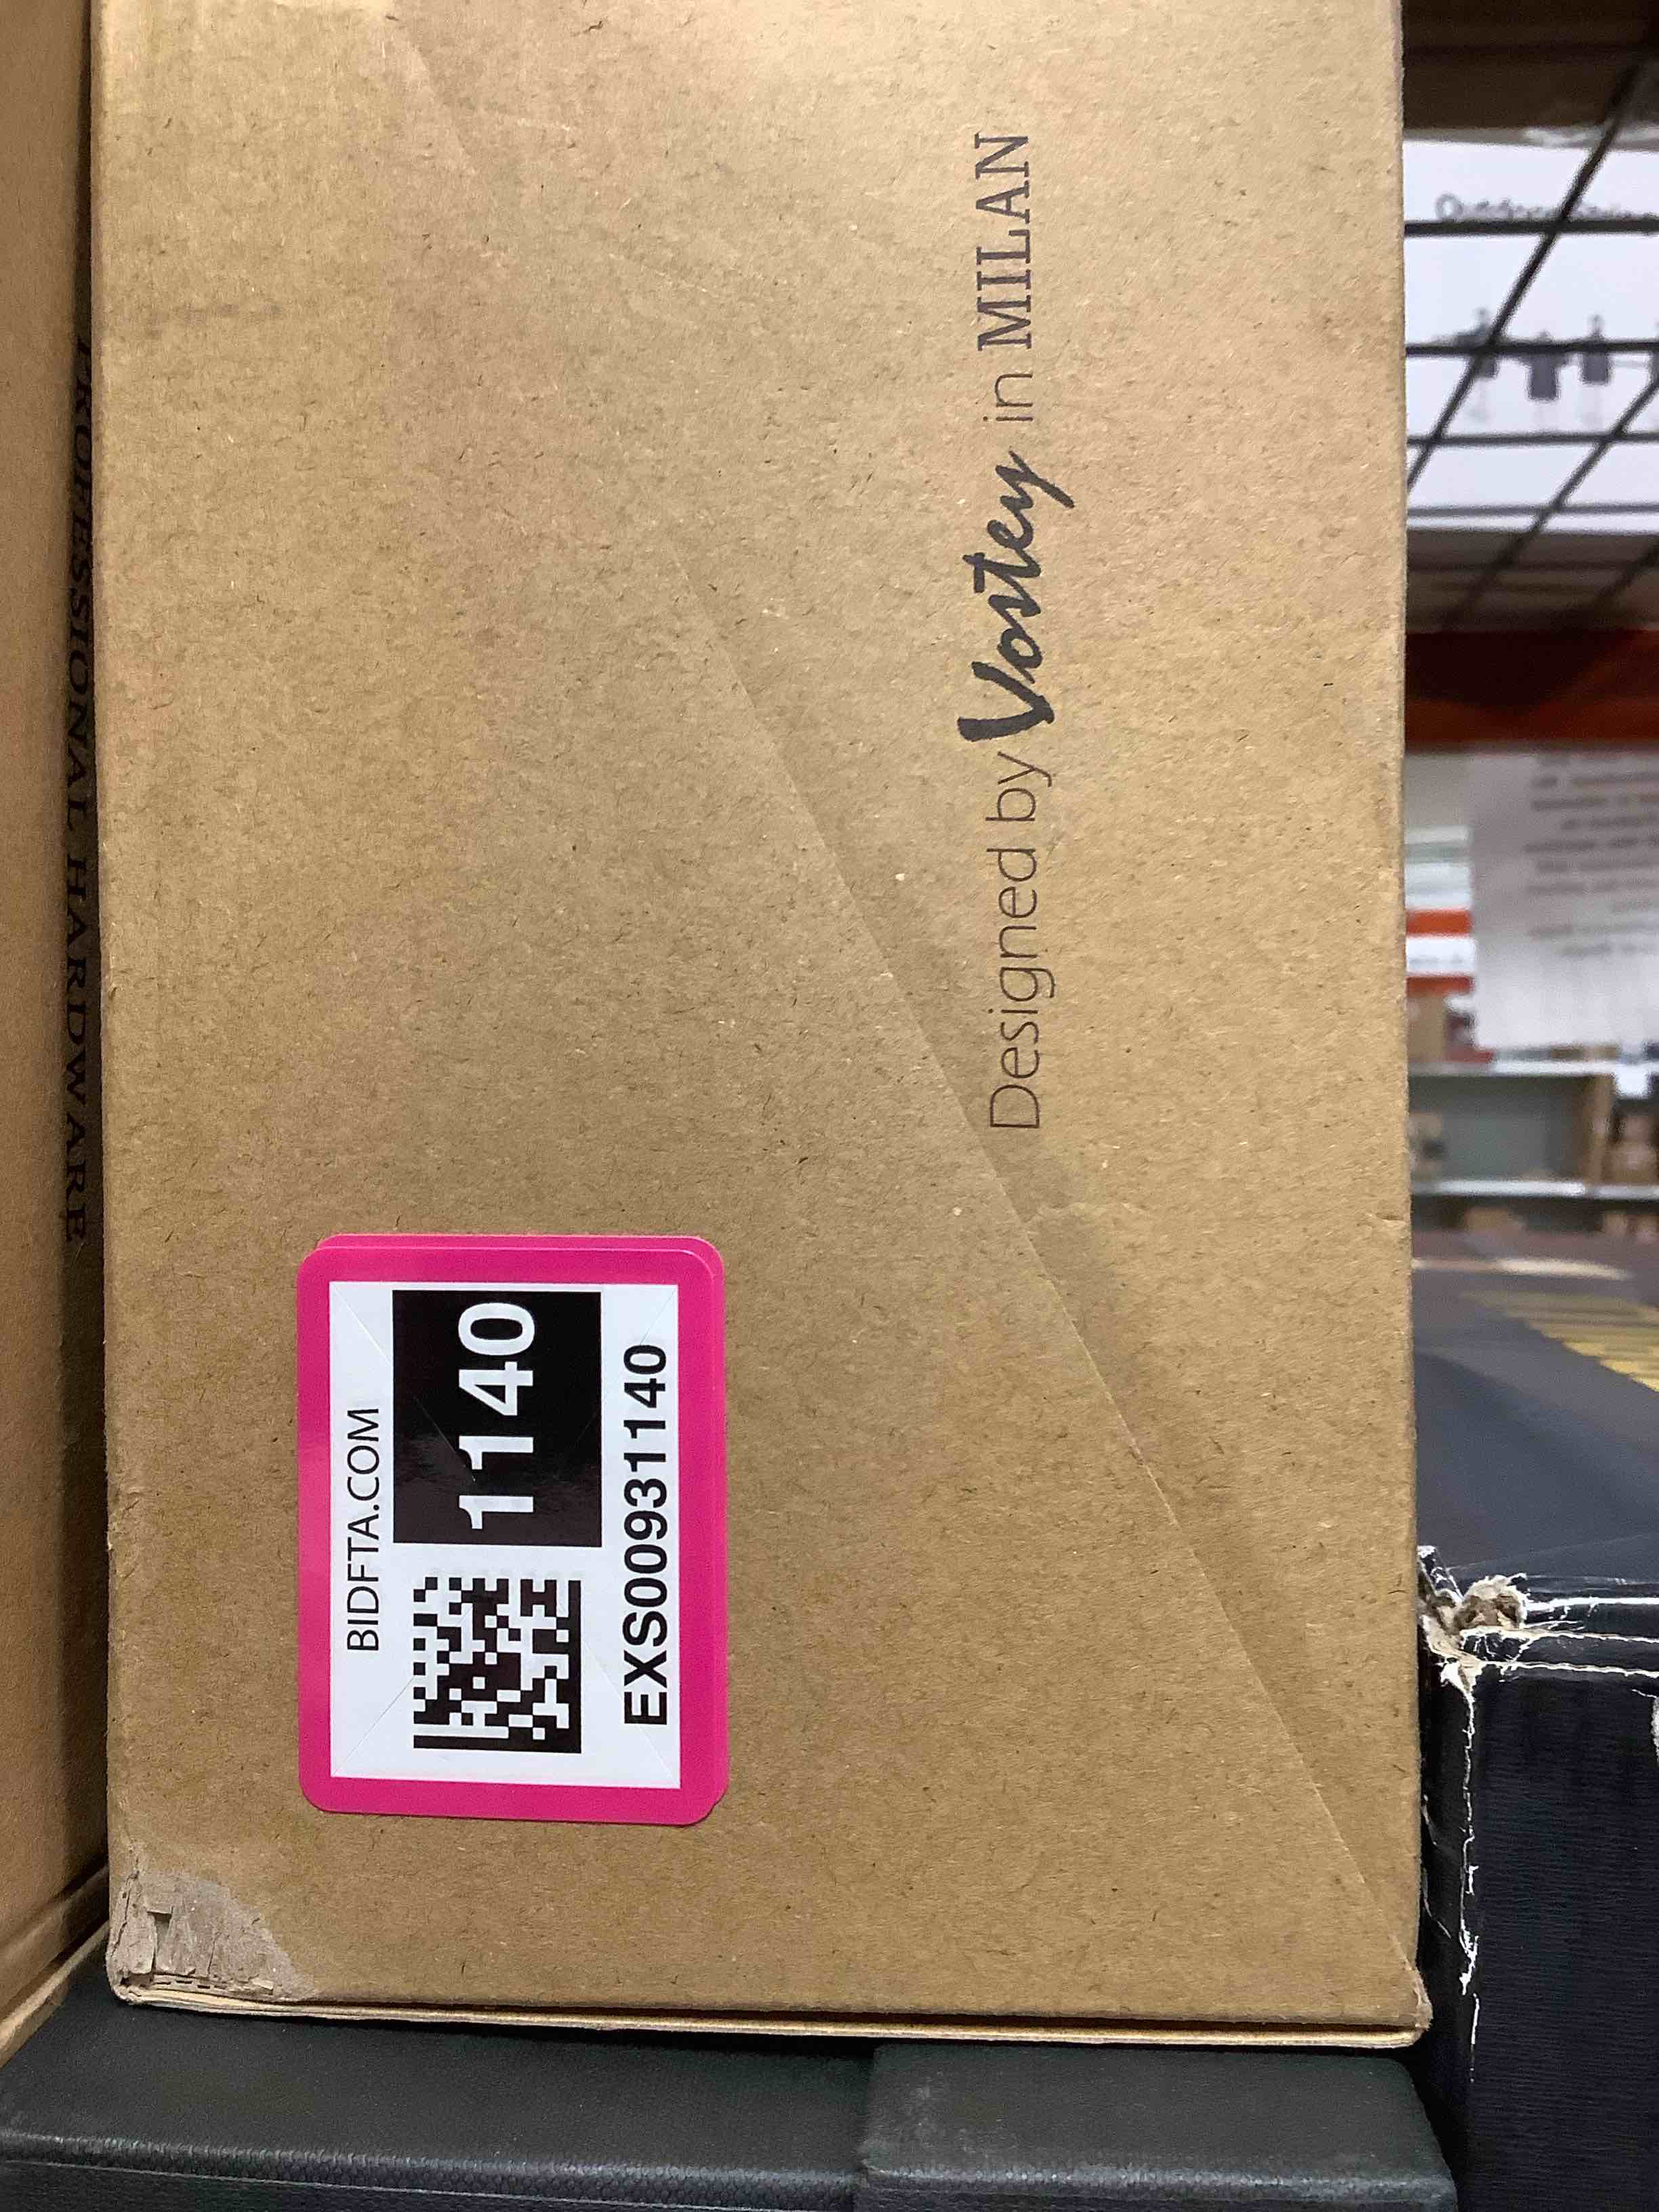 PROFESSIONAL HARDWARE
Designed by Vostey in MILAN
BIDFTA.COM
1140
EXS00931140